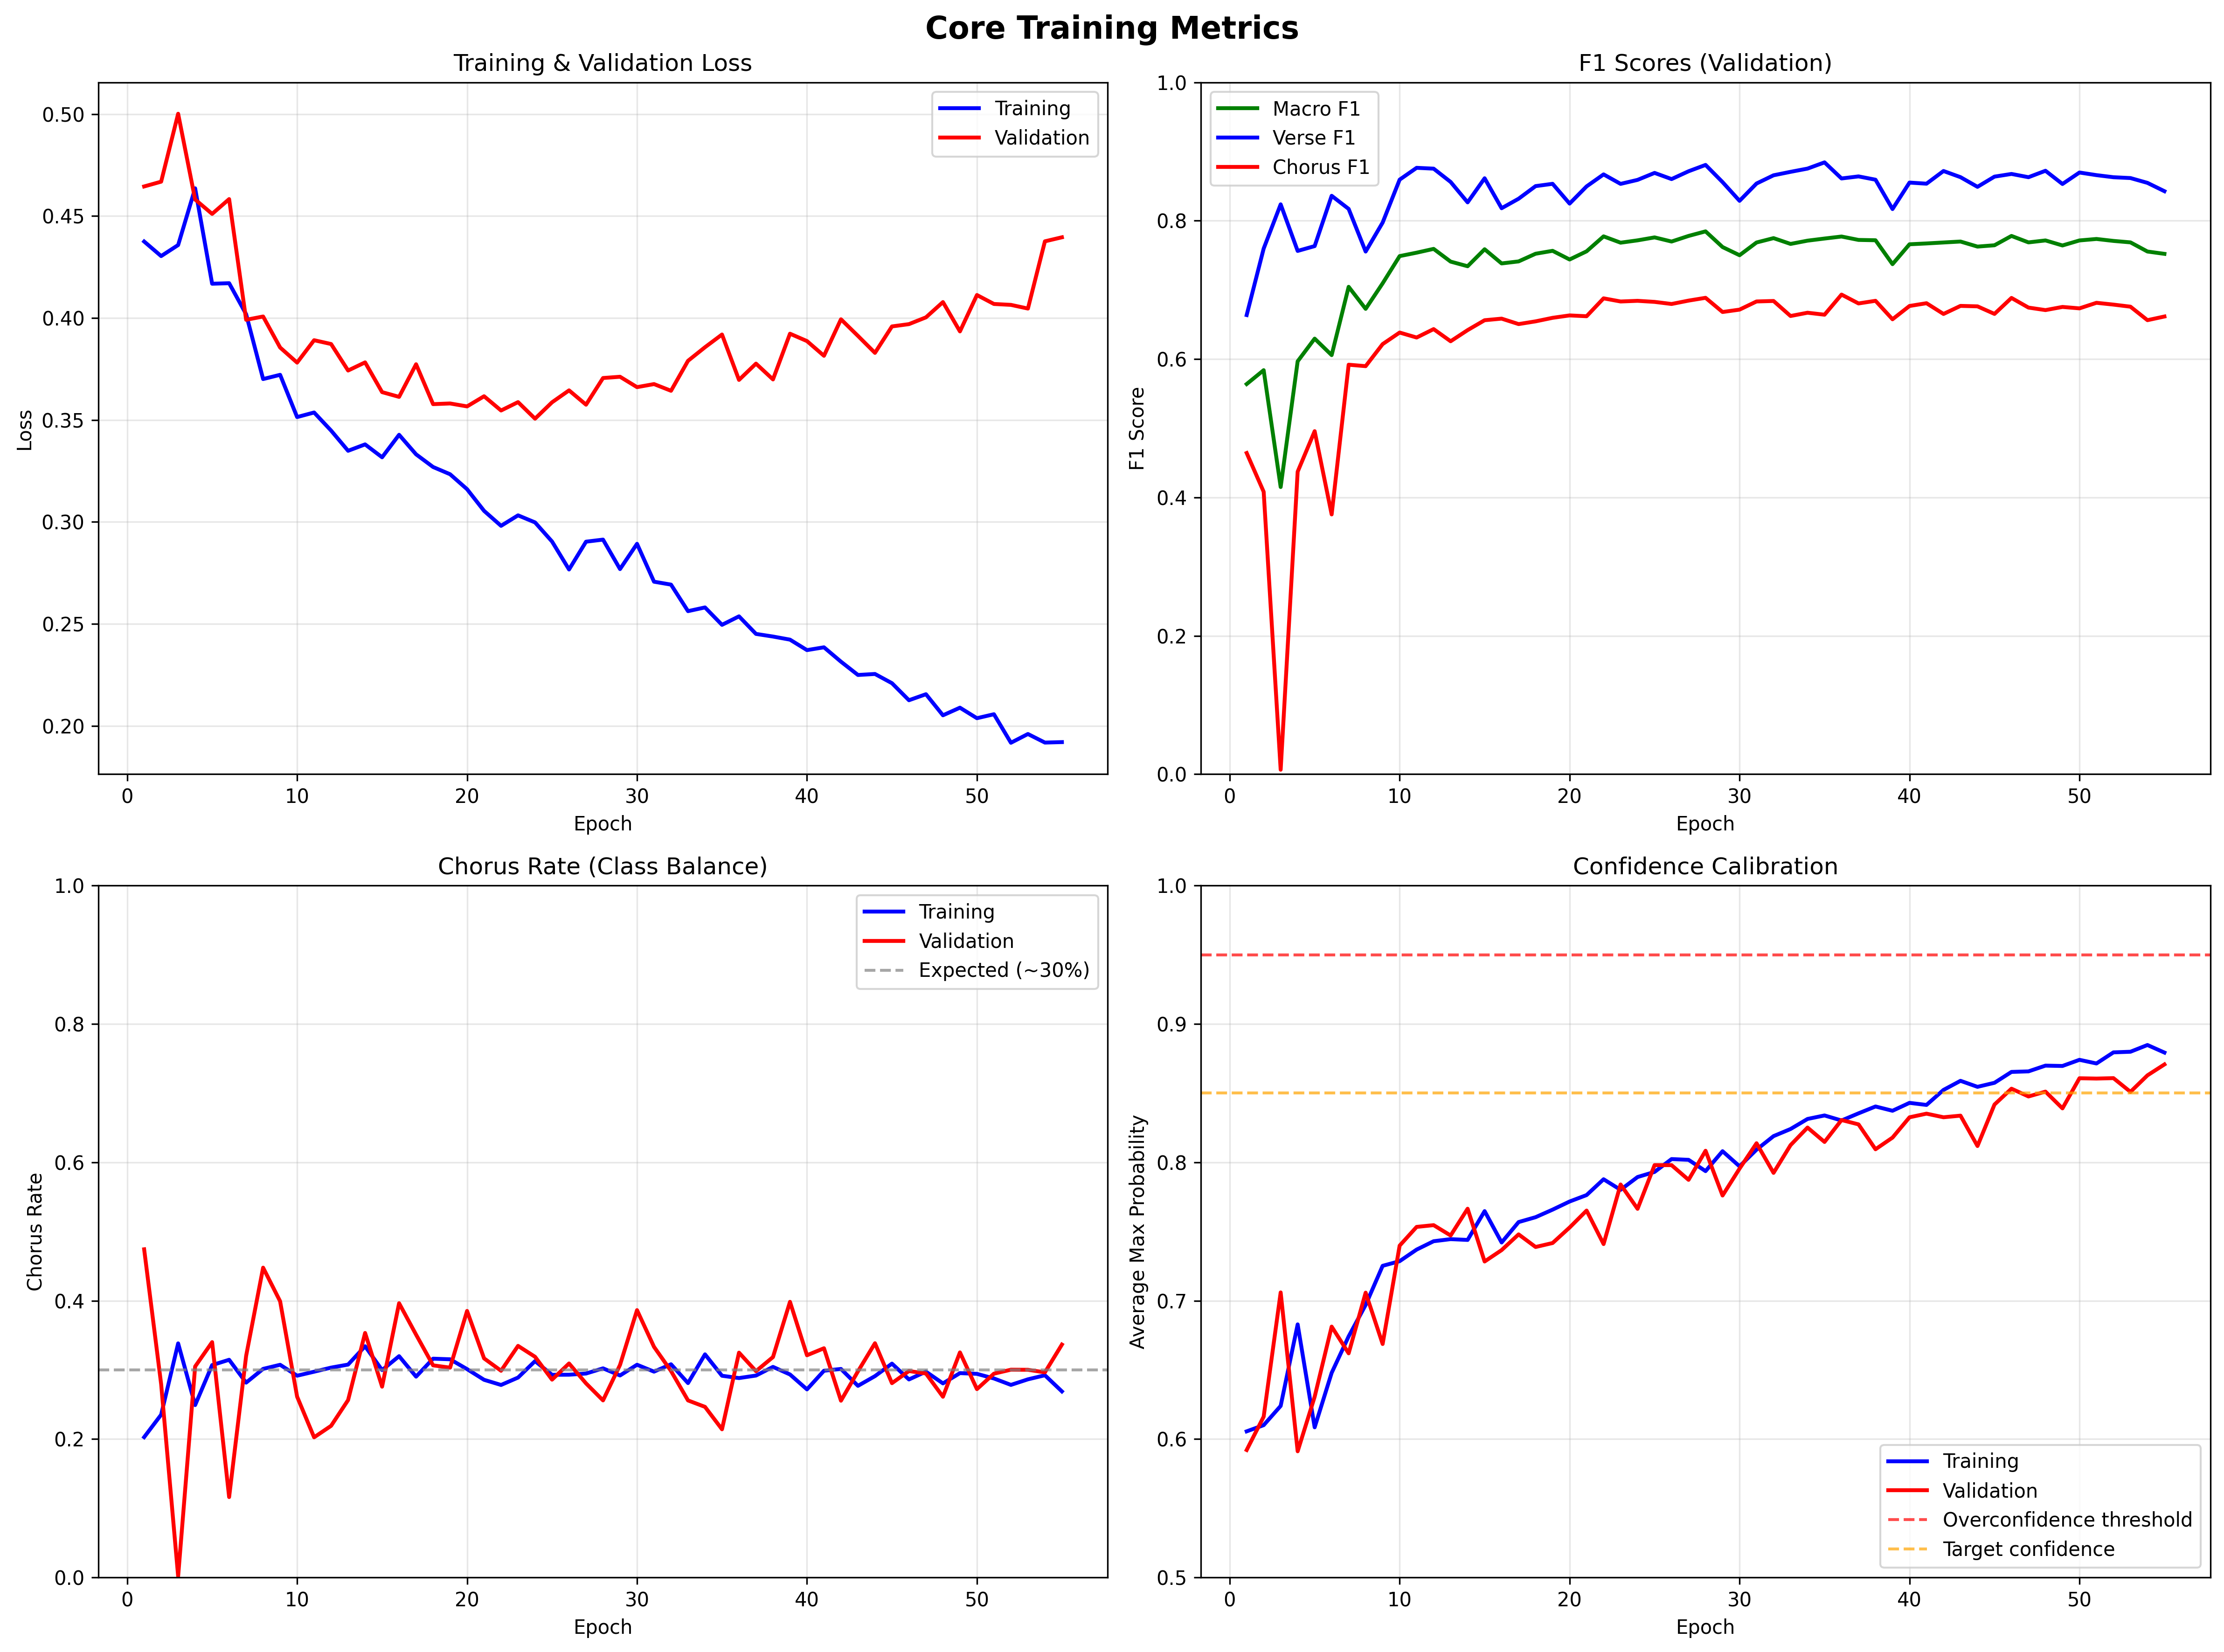 Core Training Metrics
Training & Validation Loss
Training
Validation
0.50
0.45
0.40
0.35
0.30
0.25
0.20
Loss
0 10 20 30 40 50
Epoch
F1 Scores (Validation)
Macro F1
Verse F1
Chorus F1
1.0
0.8
0.6
0.4
0.2
0.0
F1 Score
0 10 20 30 40 50
Epoch
Chorus Rate (Class Balance)
Training
Validation
Expected (~30%)
1.0
0.8
0.6
0.4
0.2
0.0
Chorus Rate
0 10 20 30 40 50
Epoch
Confidence Calibration
1.0
0.9
0.8
0.7
0.6
0.5
Average Max Probability
Training
Validation
Overconfidence threshold
Target confidence
0 10 20 30 40 50
Epoch